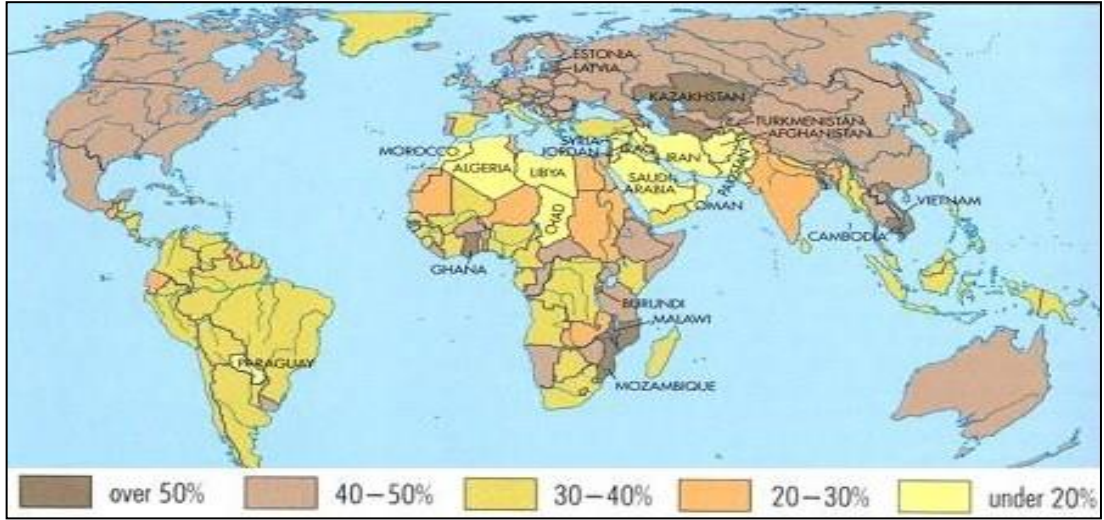 ESTONIA
LATVIA
KAZAKHSTAN
TURKMENISTAN
AFGHANISTAN
SYRIA
MOROCCO
JORDAN
IRAQ
IRAN
ALGERIA
LIBYA
SAUDI
ARABIA
PAKISTAN
OMAN
CHAD
VIETNAM
CAMBODIA
GHANA
BURUNDI
MALAWI
PARAGUAY
MOZAMBIQUE
over 50% 40–50% 30–40% 20–30% under 20%